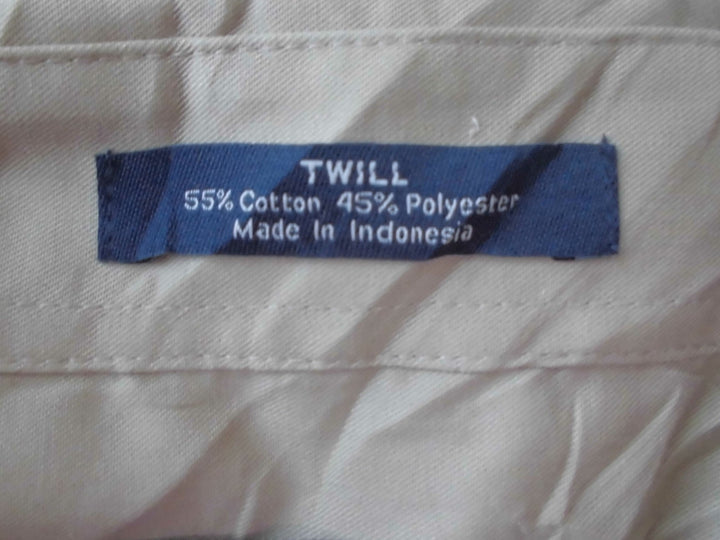 TWILL
55% Cotton 45% Polyester
Made In Indonesia